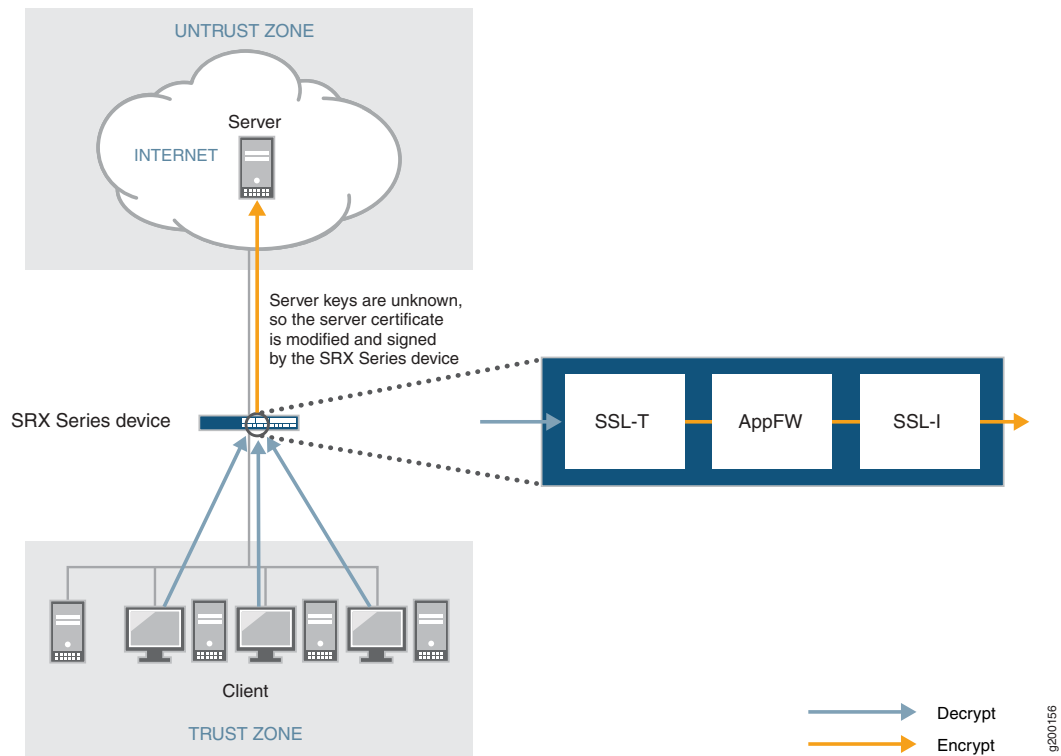 UNTRUST ZONE
Server
INTERNET
Server keys are unknown,
so the server certificate
is modified and signed
by the SRX Series device
SRX Series device
SSL-T
AppFW
SSL-I
Client
TRUST ZONE
Decrypt
Encrypt
g200156